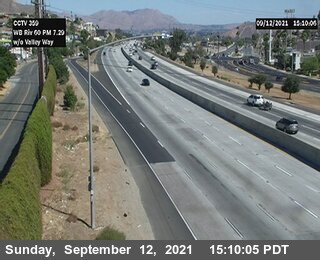 CCTV 359
WB Riv 60 PM 7.29
w/o Valley Way
09/12/2021
15:10:06
Sunday, September 12, 2021 15:10:05 PDT